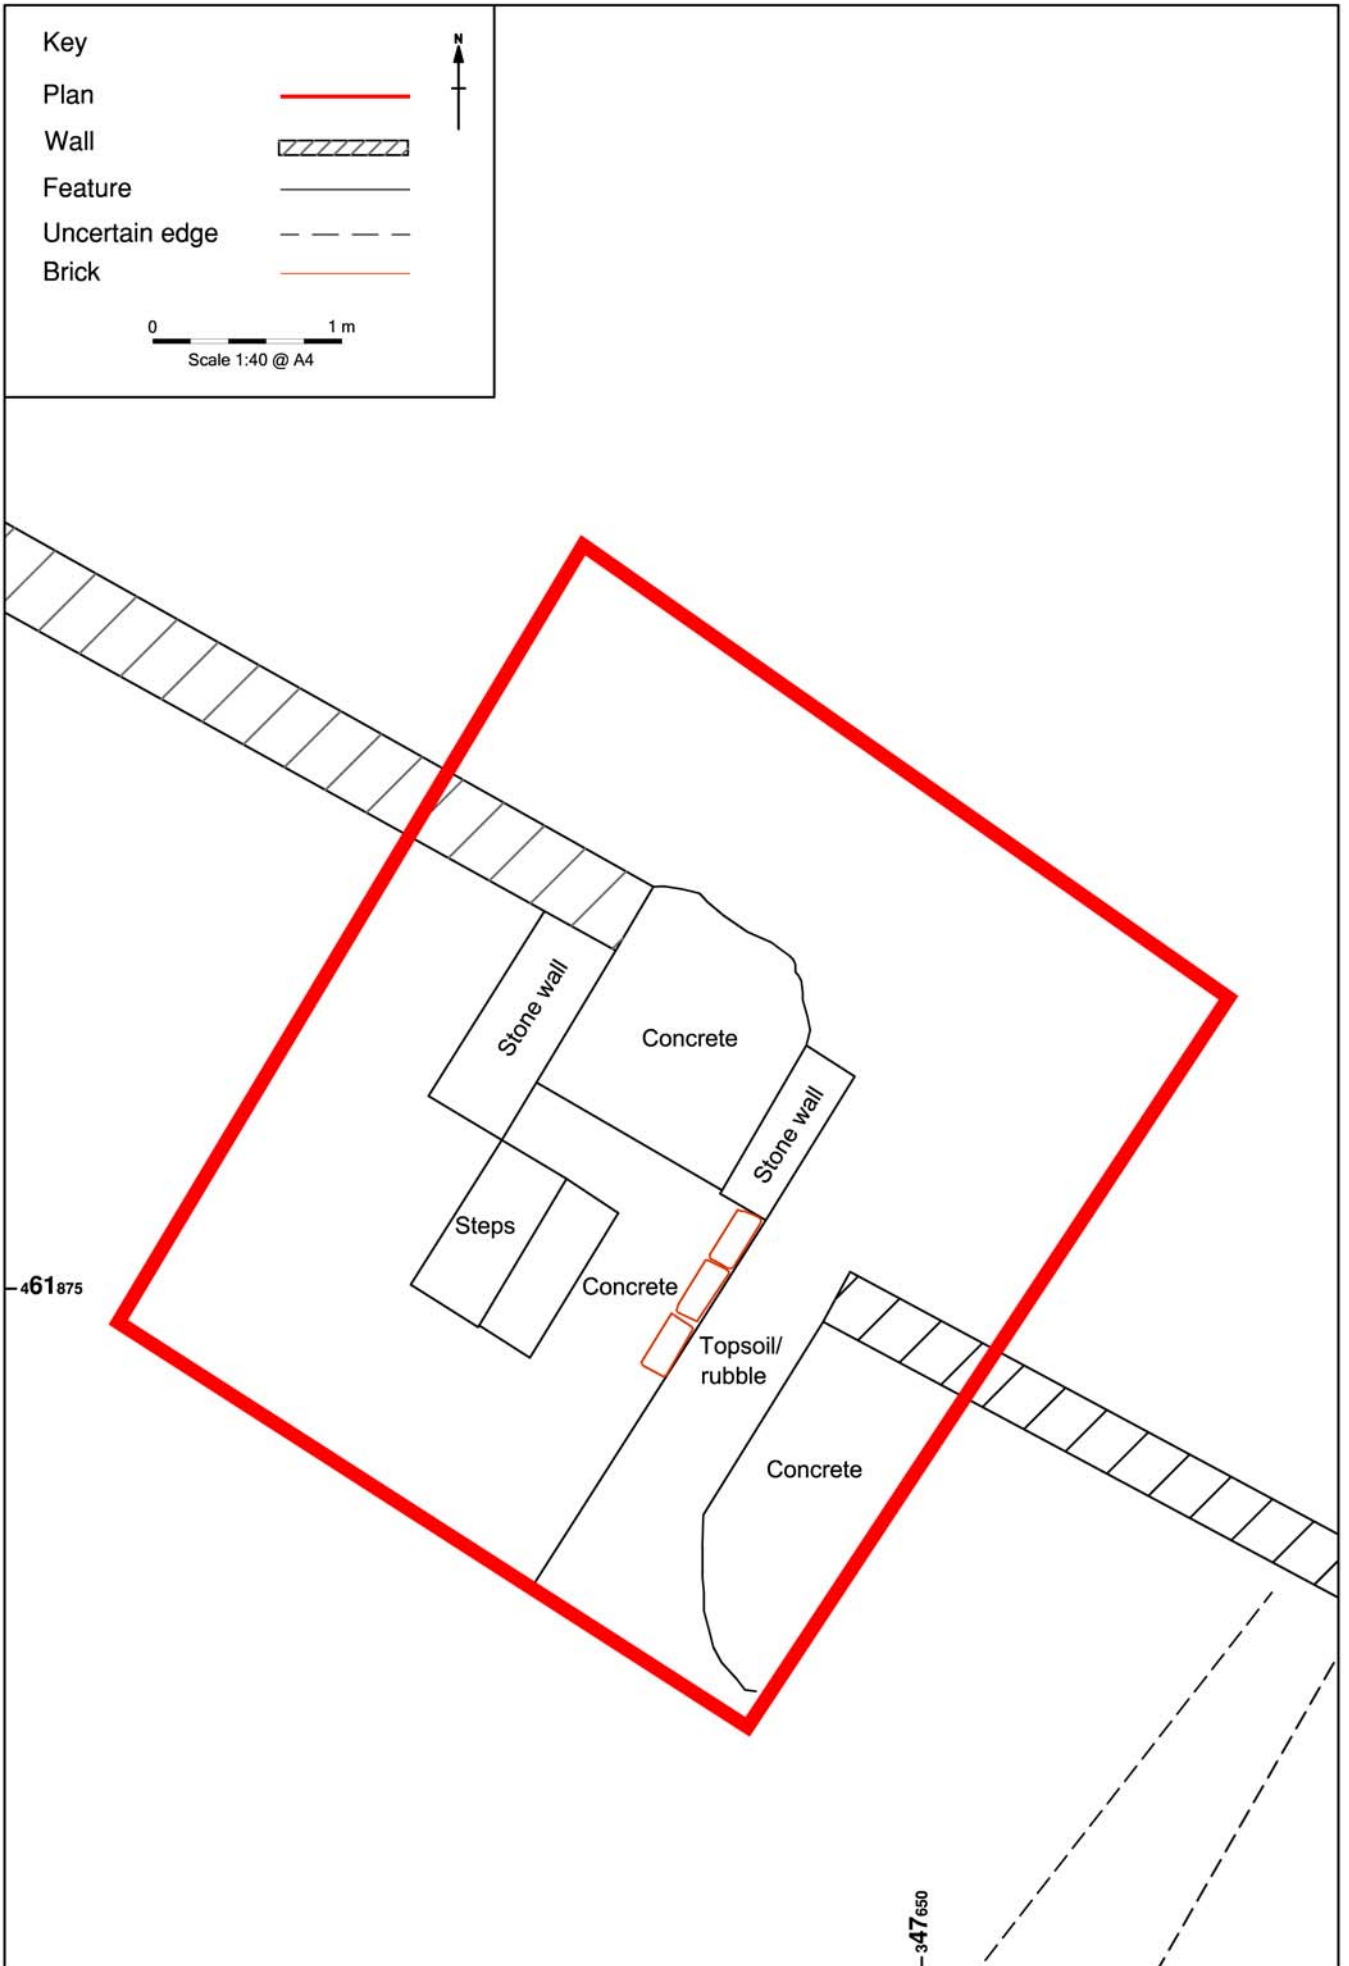 Key
N
Plan
Wall
Feature
Uncertain edge
Brick
0 1 m
Scale 1:40 @ A4
Stone wall
Concrete
Stone wall
Steps
Concrete
461875
Topsoil/
rubble
Concrete
347650